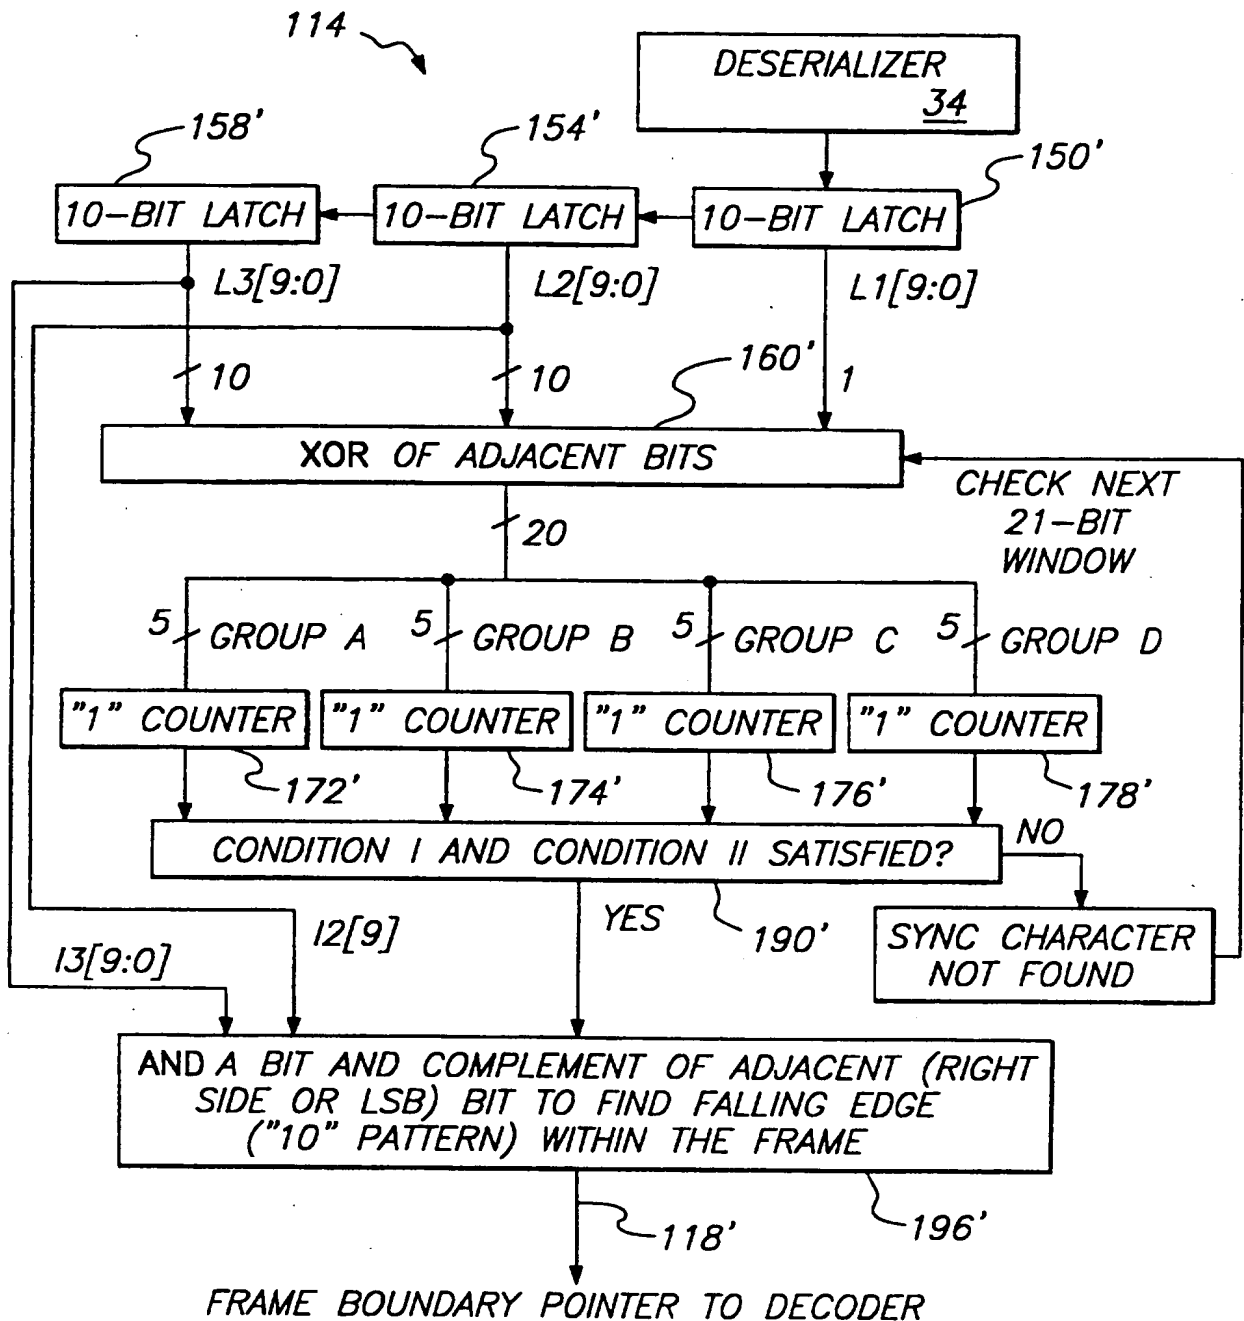 114
DESERIALIZER
34
158'
154'
150'
10-BIT LATCH
10-BIT LATCH
10-BIT LATCH
L3[9:0]
L2[9:0]
L1[9:0]
10
10
160'
1
XOR OF ADJACENT BITS
CHECK NEXT
21-BIT
WINDOW
20
5
GROUP A
5
GROUP B
5
GROUP C
5
GROUP D
"1" COUNTER
"1" COUNTER
"1" COUNTER
"1" COUNTER
172'
174'
176'
178'
CONDITION I AND CONDITION II SATISFIED?
NO
YES
190'
I2[9]
I3[9:0]
SYNC CHARACTER
NOT FOUND
AND A BIT AND COMPLEMENT OF ADJACENT (RIGHT
SIDE OR LSB) BIT TO FIND FALLING EDGE
("10" PATTERN) WITHIN THE FRAME
118'
196'
FRAME BOUNDARY POINTER TO DECODER